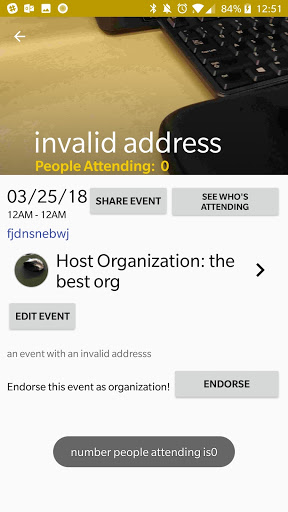 84% 12:51
invalid address
People Attending: 0
03/25/18
12AM - 12AM
SHARE EVENT
SEE WHO'S
ATTENDING
fjdnsnebwj
Host Organization: the
best org
EDIT EVENT
an event with an invalid addresss
Endorse this event as organization!
ENDORSE
number people attending is0